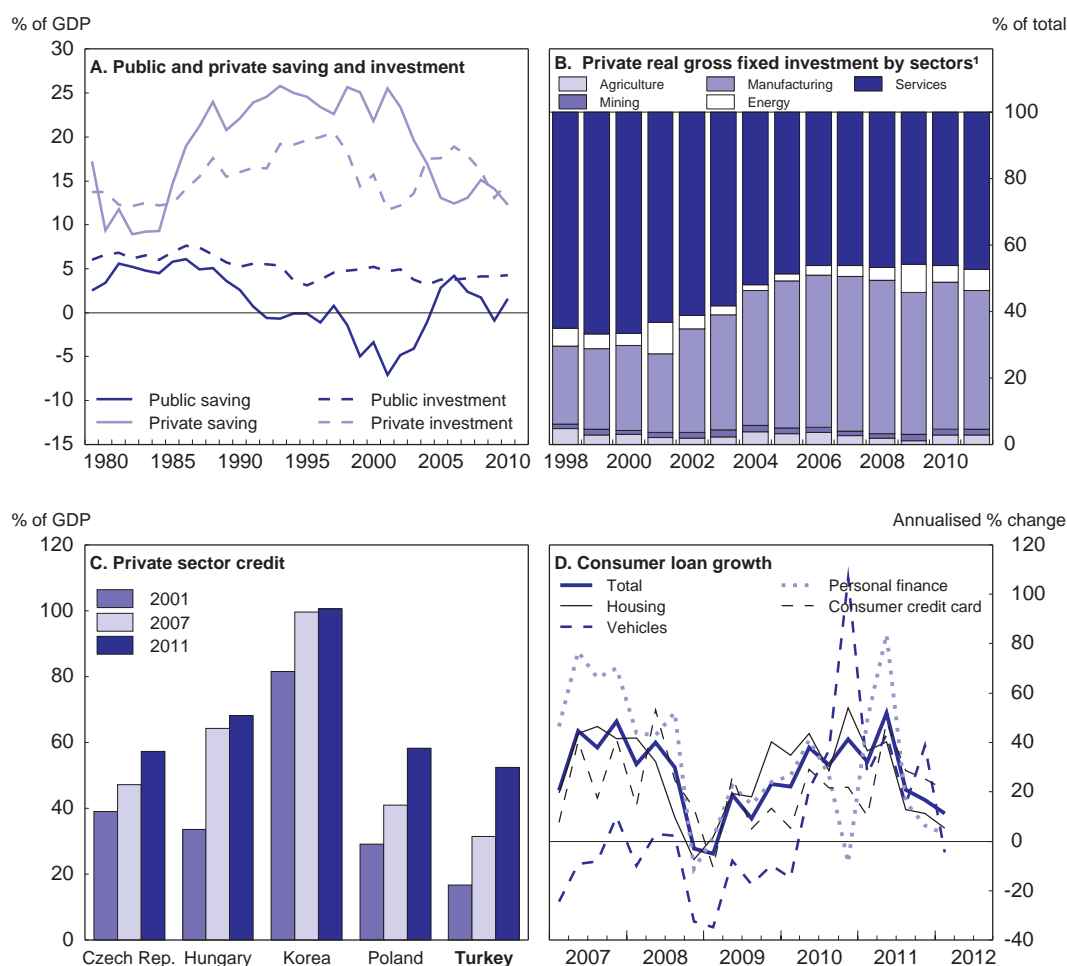 % of GDP
% of total
A. Public and private saving and investment
30
25
20
15
10
5
0
-5
-10
-15
Public saving
Public investment
Private saving
Private investment
1980 1985 1990 1995 2000 2005 2010
B. Private real gross fixed investment by sectors¹
Agriculture Manufacturing Services
Mining Energy
100
80
60
40
20
0
1998 2000 2002 2004 2006 2008 2010
% of GDP
Annualised % change
C. Private sector credit
120
100
80
60
40
20
0
2001
2007
2011
Czech Rep. Hungary Korea Poland Turkey
D. Consumer loan growth
Total Personal finance
Housing Consumer credit card
Vehicles
120
100
80
60
40
20
0
-20
-40
2007 2008 2009 2010 2011 2012